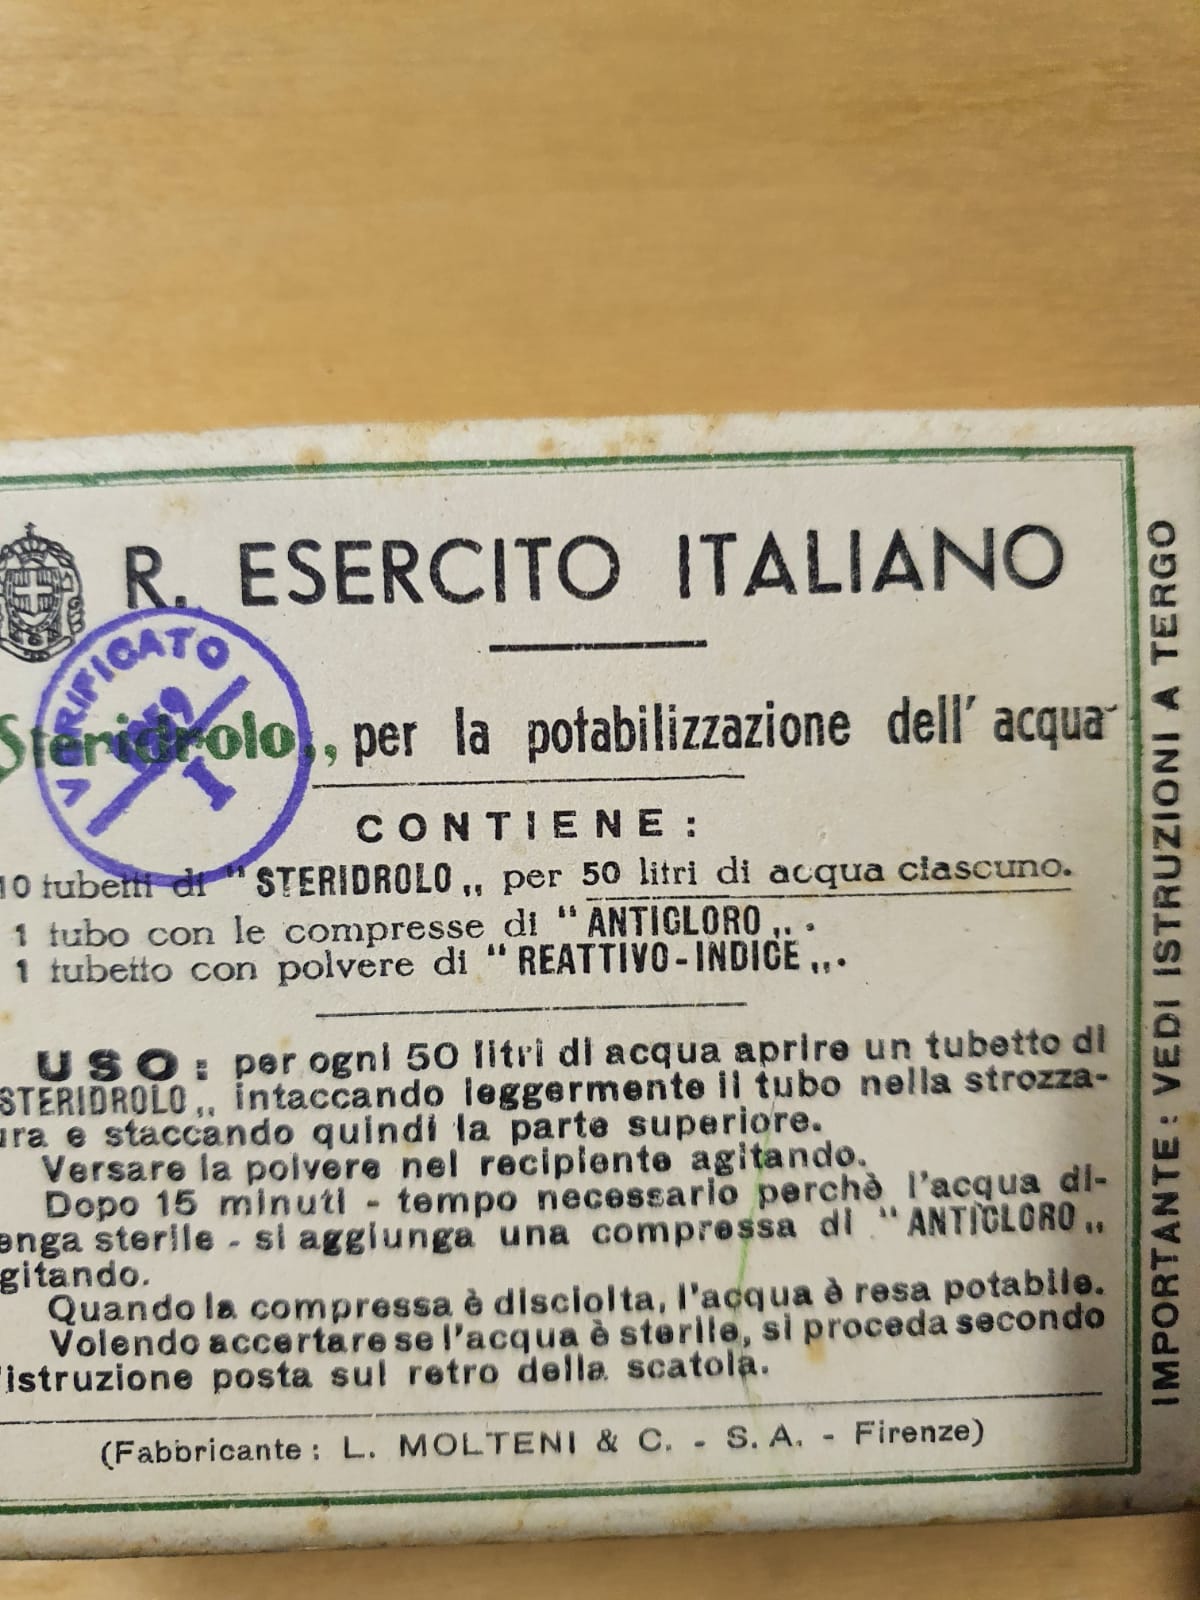 R. ESERCITO ITALIANO
Steridrolo„ per la potabilizzazione dell' acqua
VERIFICATO
I
CONTIENE:
10 tubetti di "STERIDROLO„ per 50 litri di acqua ciascuno.
1 tubo con le compresse di "ANTICLORO„.
1 tubetto con polvere di "REATTIVO-INDICE„.
USO: per ogni 50 litri di acqua aprire un tubetto di
STERIDROLO„ intaccando leggermente il tubo nella strozza-
ura e staccando quindi la parte superiore.
Versare la polvere nel recipiente agitando.
Dopo 15 minuti - tempo necessario perchè l'acqua di-
enga sterile - si aggiunga una compressa di "ANTICLORO„
gitando.
Quando la compressa è disciolta, l'acqua è resa potabile.
Volendo accertare se l'acqua è sterile, si proceda secondo
l'istruzione posta sul retro della scatola.
(Fabbricante: L. MOLTENI & C. - S. A. - Firenze)
IMPORTANTE: VEDI ISTRUZIONI A TERGO